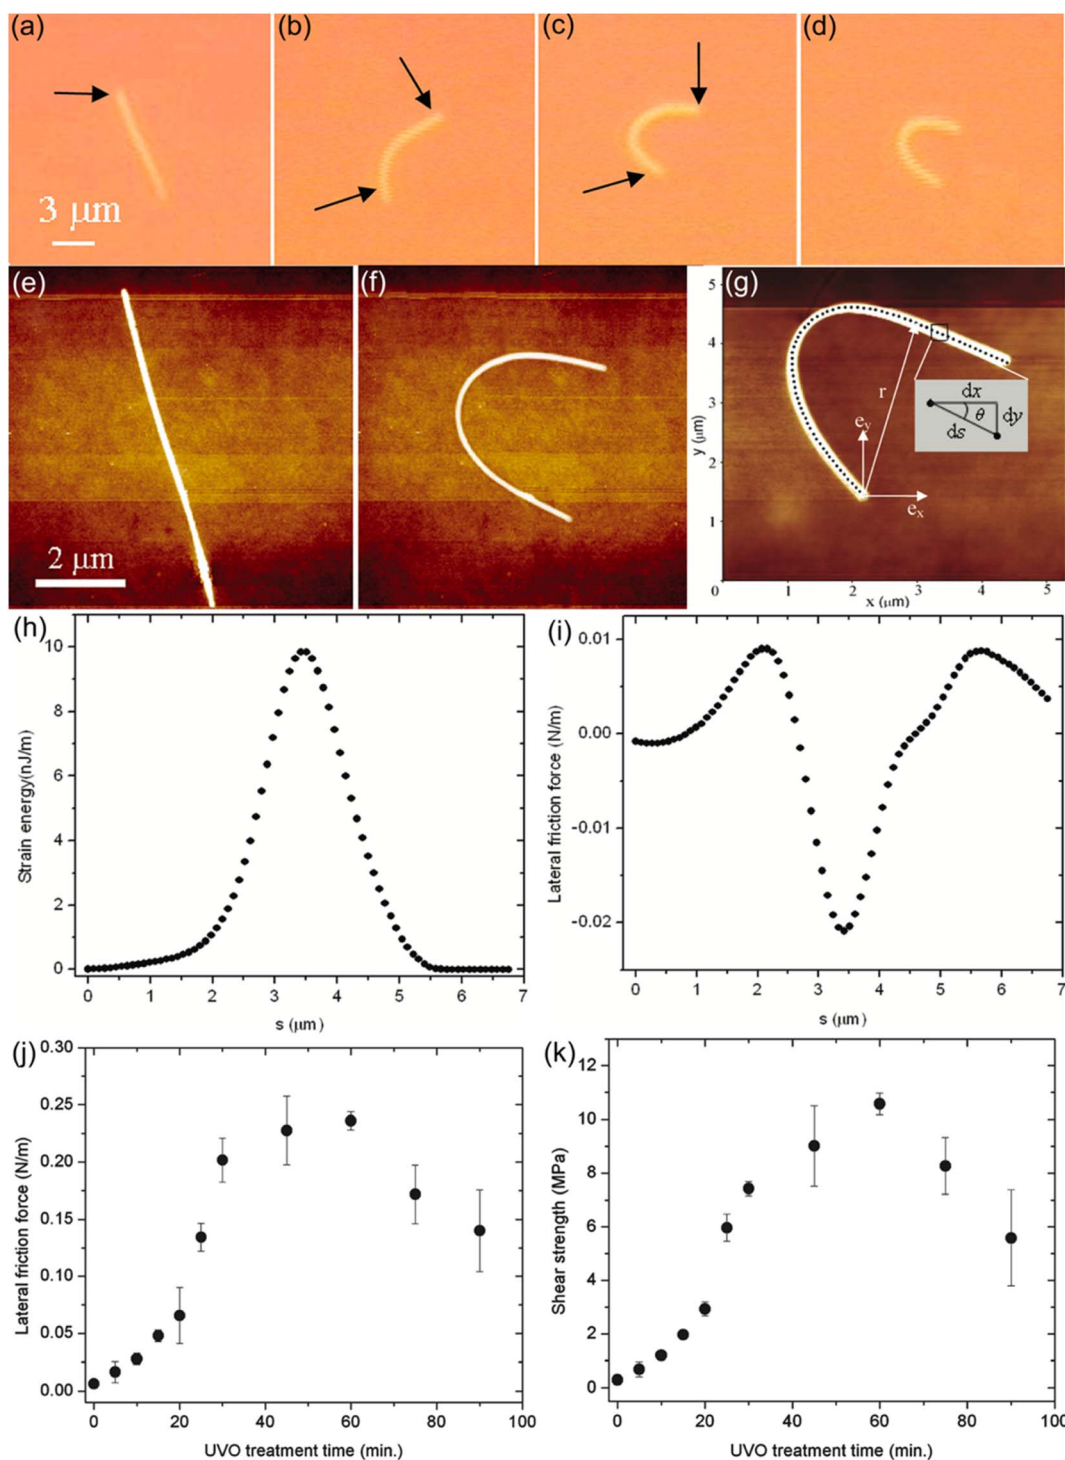 (a)
(b)
(c)
(d)
3 μm
(e)
(f)
(g)
2 μm
5
4
3
2
1
0
y (μm)
r
e_y
e_x
dx
θ
dy
ds
1
2
3
4
5
x (μm)
(h)
10
8
6
4
2
0
Strain energy(nJ/m)
0 1 2 3 4 5 6 7
s (μm)
(i)
0.01
0.00
-0.01
-0.02
Lateral friction force (N/m)
0 1 2 3 4 5 6 7
s (μm)
(j)
0.30
0.25
0.20
0.15
0.10
0.05
0.00
Lateral friction force (N/m)
0 20 40 60 80 100
UVO treatment time (min.)
(k)
12
10
8
6
4
2
0
Shear strength (MPa)
0 20 40 60 80 100
UVO treatment time (min.)